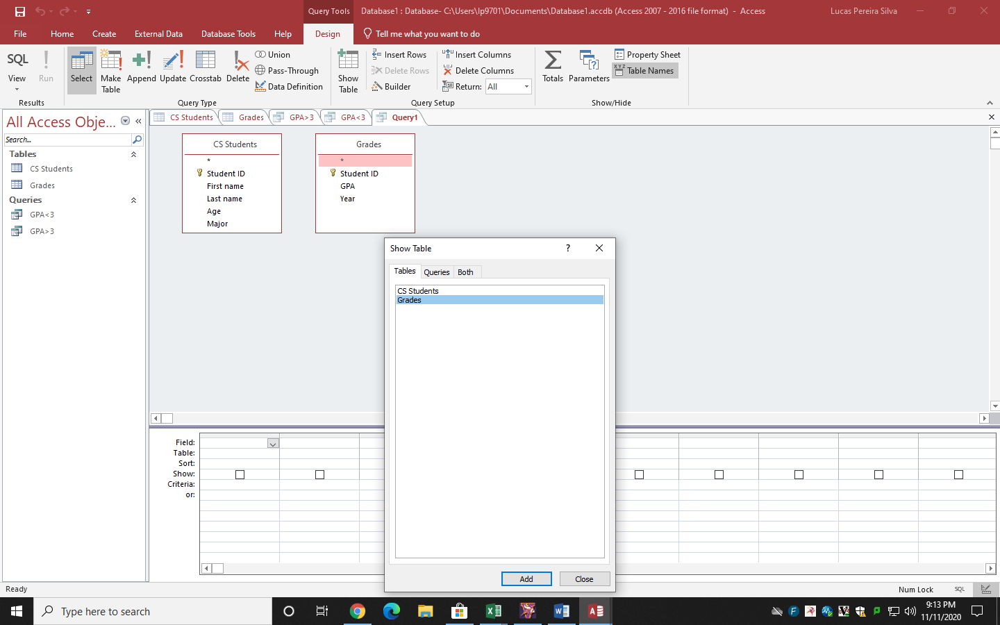 Query Tools
Database1 : Database- C:\Users\lp9701\Documents\Database1.accdb (Access 2007 - 2016 file format) - Access
Lucas Pereira Silva
File
Home
Create
External Data
Database Tools
Help
Design
Tell me what you want to do
SQL
View
Run
Results
Select
Make Table
Append
Update
Crosstab
Delete
Union
Pass-Through
Data Definition
Query Type
Show Table
Insert Rows
Delete Rows
Builder
Insert Columns
Delete Columns
Return:
All
Query Setup
Totals
Parameters
Property Sheet
XYZ
Table Names
Show/Hide
All Access Obje...
Search...
Tables
CS Students
Grades
Queries
GPA<3
GPA>3
CS Students
Grades
GPA>3
GPA<3
Query1
CS Students
*
Student ID
First name
Last name
Age
Major
Grades
*
Student ID
GPA
Year
Show Table
?
Tables
Queries
Both
CS Students
Grades
Add
Close
Field:
Table:
Sort:
Show:
Criteria:
or:
Ready
Num Lock
SQL
Type here to search
9:13 PM
11/11/2020